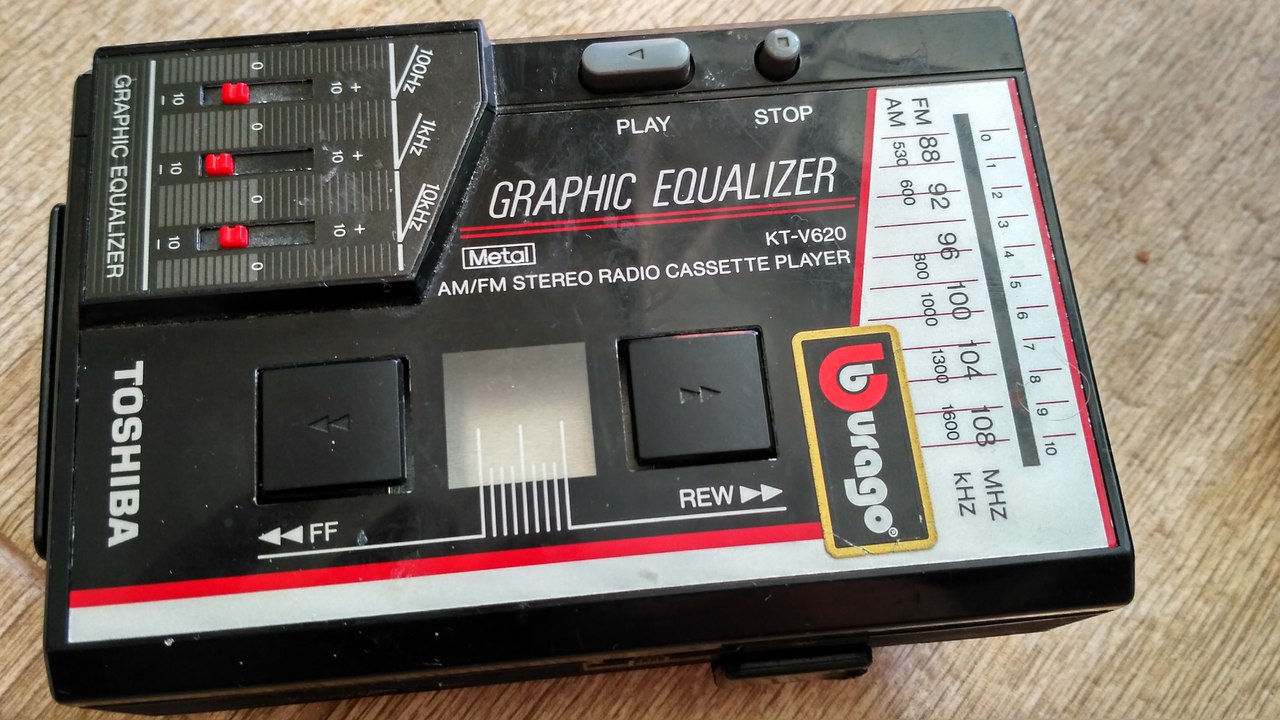 GRAPHIC EQUALIZER
- 10 0 10 + 100Hz
0
- 10 10 + 1kHz
0
- 10 10 + 10kHz
0
PLAY
STOP
GRAPHIC EQUALIZER
Metal
KT-V620
AM/FM STEREO RADIO CASSETTE PLAYER
TOSHIBA
FF
REW
burago®
FM 88 92 96 100 104 108 MHZ
AM 530 600 800 1000 1300 1600 kHz
0 1 2 3 4 5 6 7 8 9 10